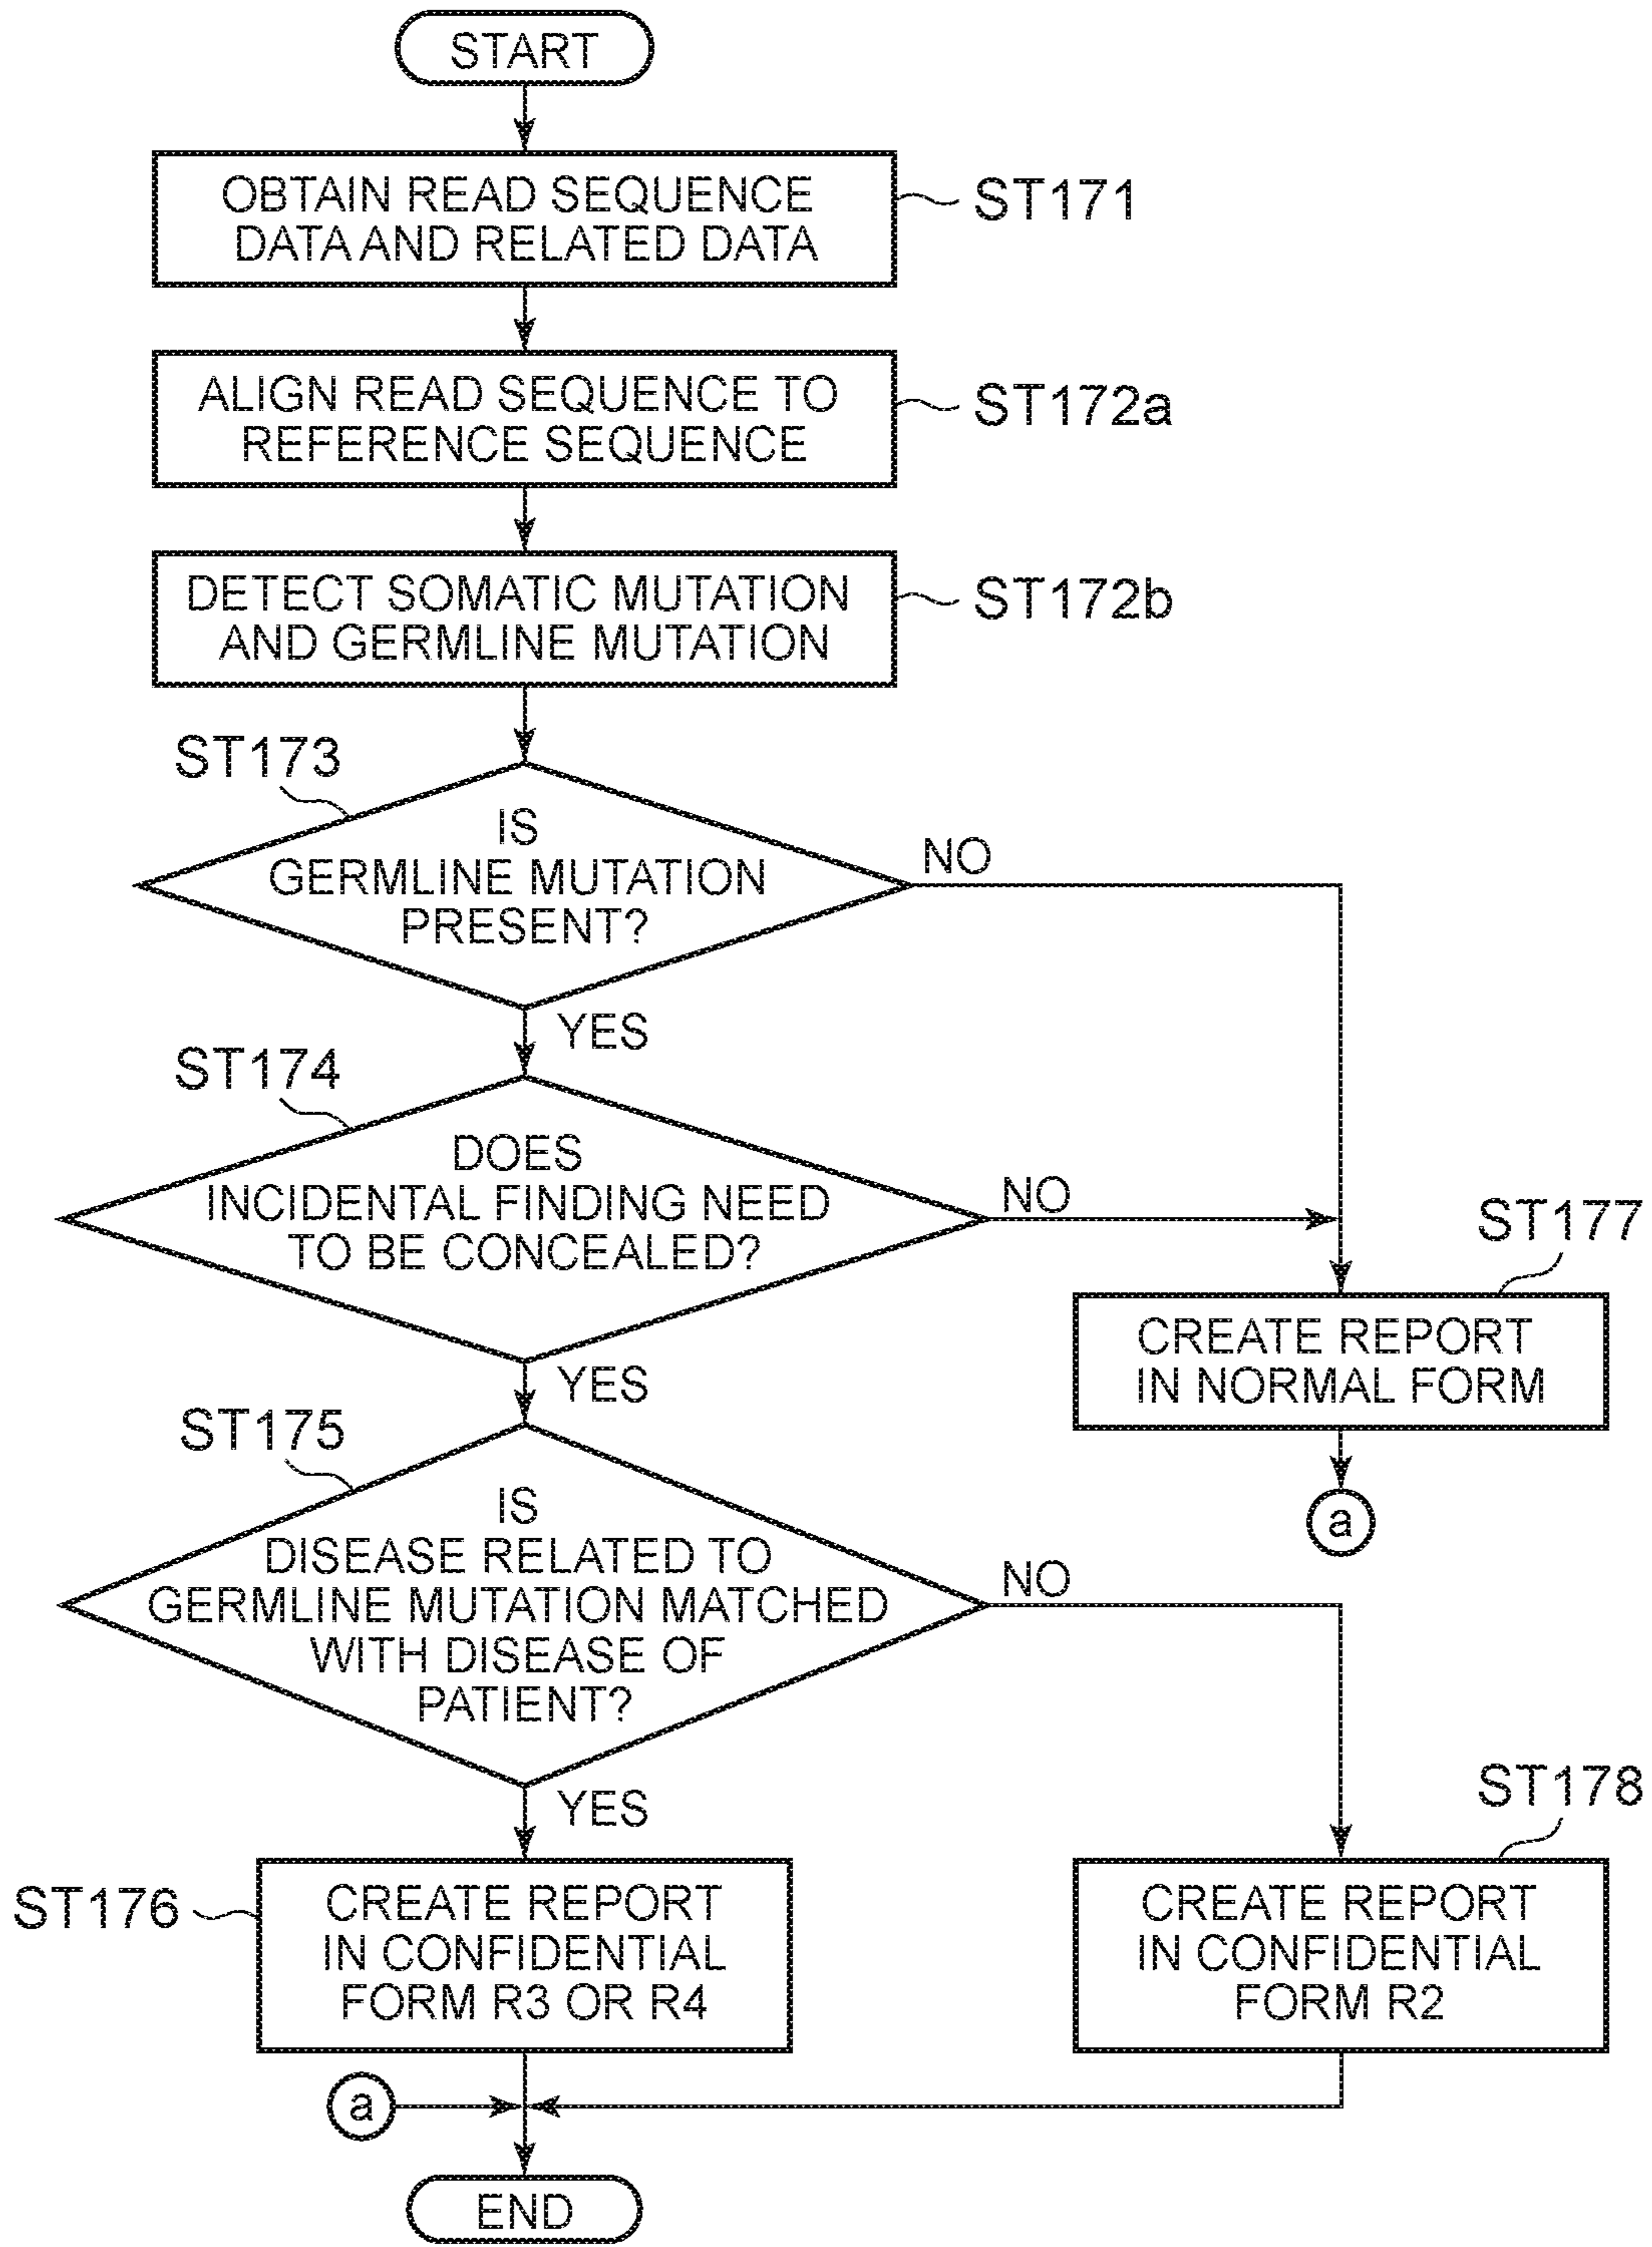 START
OBTAIN READ SEQUENCE
DATA AND RELATED DATA
ST171
ALIGN READ SEQUENCE TO
REFERENCE SEQUENCE
ST172a
DETECT SOMATIC MUTATION
AND GERMLINE MUTATION
ST172b
ST173
IS
GERMLINE MUTATION
PRESENT?
NO
YES
ST174
DOES
INCIDENTAL FINDING NEED
TO BE CONCEALED?
NO
YES
ST177
CREATE REPORT
IN NORMAL FORM
a
ST175
IS
DISEASE RELATED TO
GERMLINE MUTATION MATCHED
WITH DISEASE OF
PATIENT?
NO
YES
ST176
CREATE REPORT
IN CONFIDENTIAL
FORM R3 OR R4
ST178
CREATE REPORT
IN CONFIDENTIAL
FORM R2
a
END